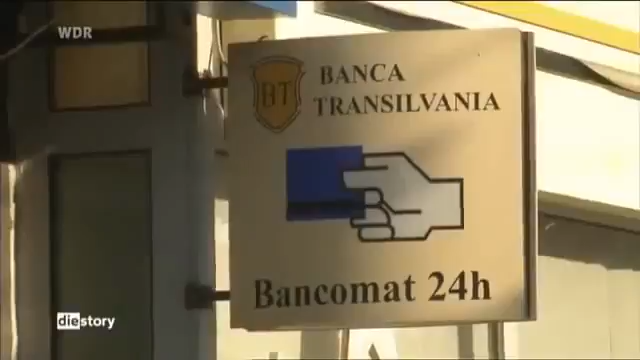 WDR
BT
BANCA
TRANSILVANIA
Bancomat 24h
diestory